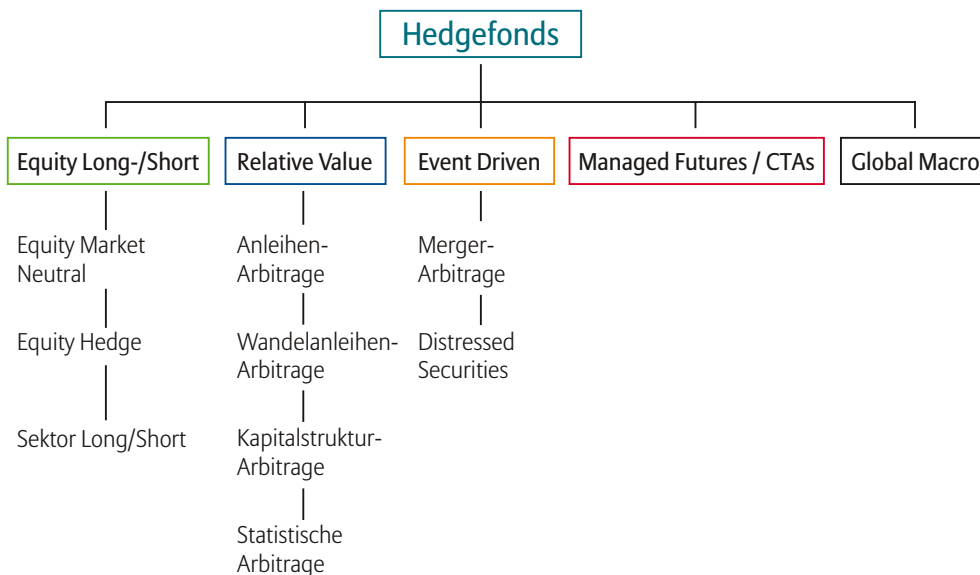 Hedgefonds
Equity Long-/Short
Relative Value
Event Driven
Managed Futures / CTAs
Global Macro
Equity Market
Neutral
Equity Hedge
Sektor Long/Short
Anleihen-
Arbitrage
Wandelanleihen-
Arbitrage
Kapitalstruktur-
Arbitrage
Statistische
Arbitrage
Merger-
Arbitrage
Distressed
Securities